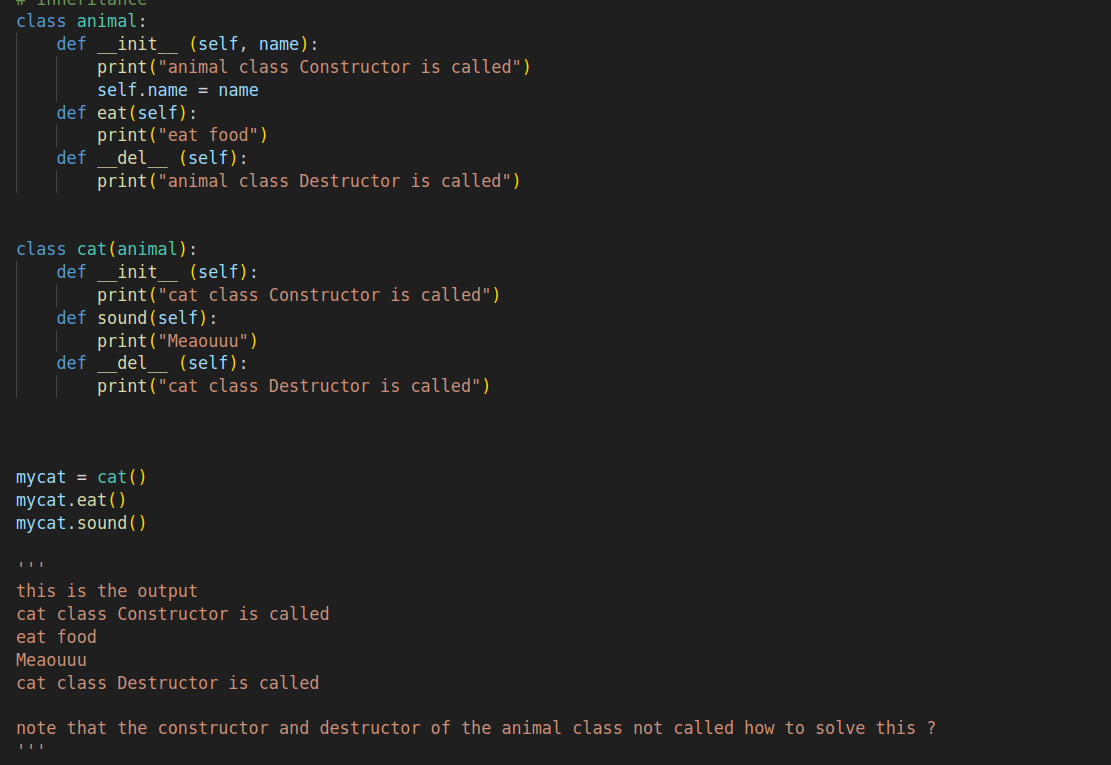 # inheritance
class animal:
    def __init__ (self, name):
        print("animal class Constructor is called")
        self.name = name
    def eat(self):
        print("eat food")
    def __del__ (self):
        print("animal class Destructor is called")
class cat(animal):
    def __init__ (self):
        print("cat class Constructor is called")
    def sound(self):
        print("Meaouuu")
    def __del__ (self):
        print("cat class Destructor is called")
mycat = cat()
mycat.eat()
mycat.sound()
'''
this is the output
cat class Constructor is called
eat food
Meaouuu
cat class Destructor is called
note that the constructor and destructor of the animal class not called how to solve this ?
'''